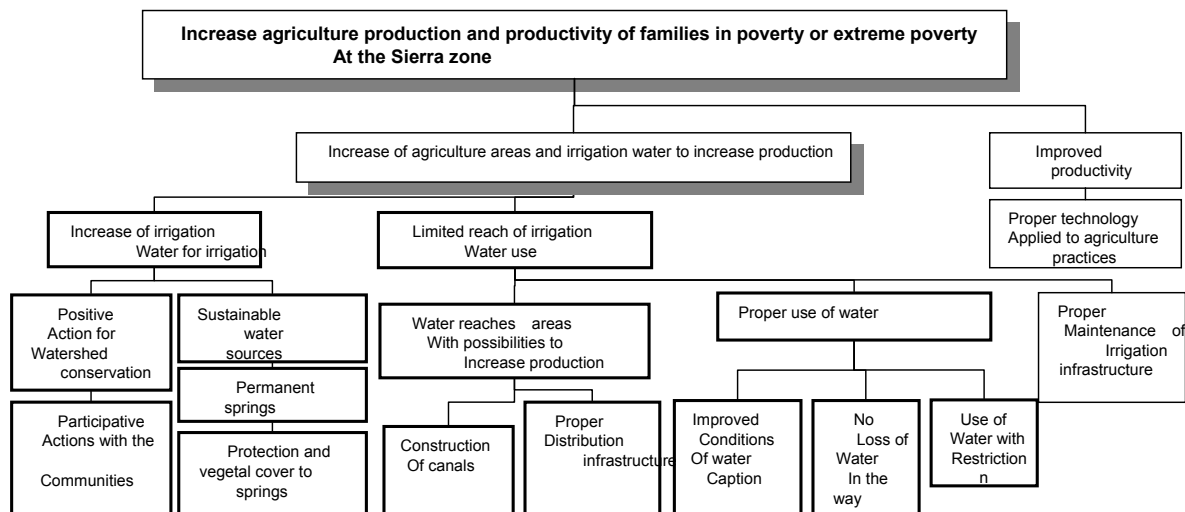 Increase agriculture production and productivity of families in poverty or extreme poverty
At the Sierra zone
Increase of agriculture areas and irrigation water to increase production
Improved
productivity
Increase of irrigation
Water for irrigation
Limited reach of irrigation
Water use
Proper technology
Applied to agriculture
practices
Positive
Action for
Watershed
conservation
Sustainable
water
sources
Water reaches areas
With possibilities to
Increase production
Proper use of water
Proper
Maintenance of
Irrigation
infrastructure
Permanent
springs
Participative
Actions with the
Communities
Protection and
vegetal cover to
springs
Construction
Of canals
Proper
Distribution
infrastructure
Improved
Conditions
Of water
Caption
No
Loss of
Water
In the
way
Use of
Water with
Restriction
n